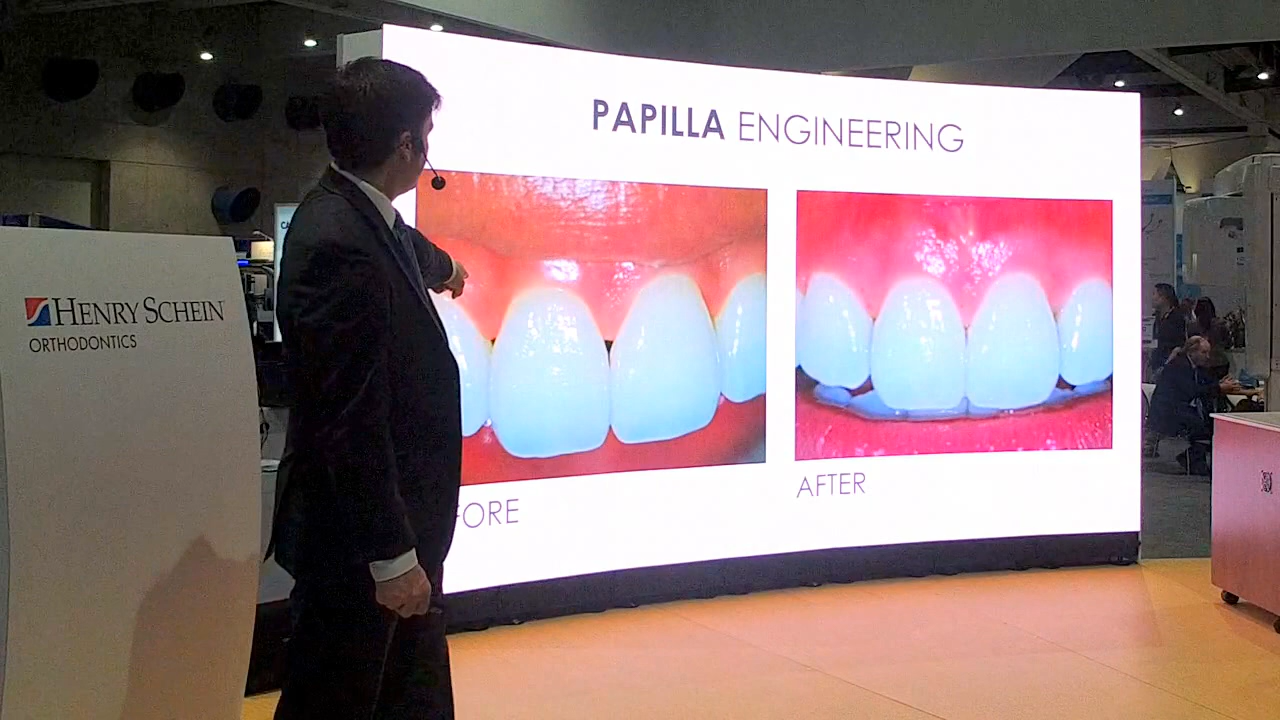 PAPILLA ENGINEERING
HENRY SCHEIN
ORTHODONTICS
FORE
AFTER